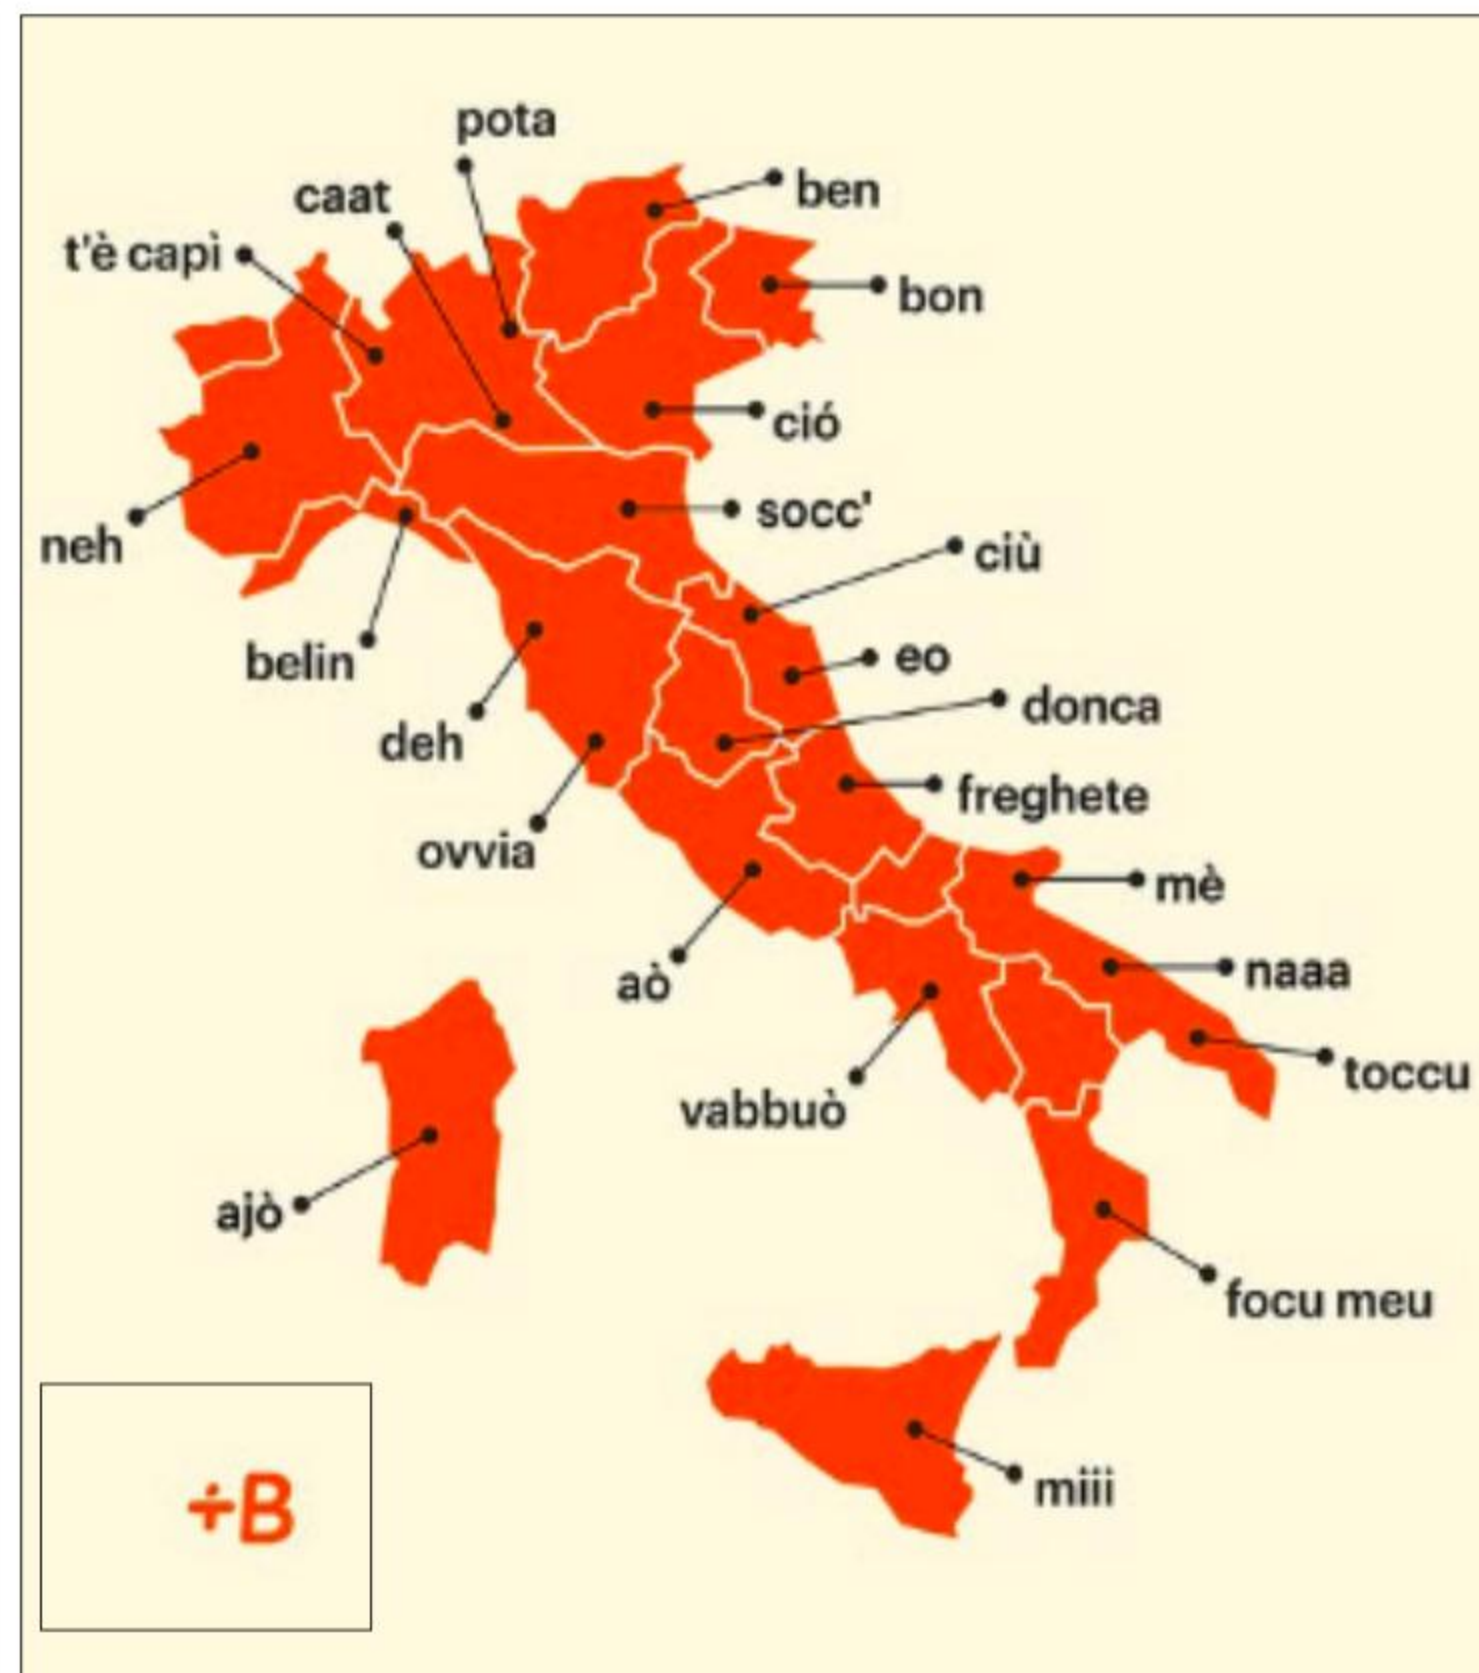 pota
ben
caat
t'è capì
bon
ció
socc'
neh
ciù
belin
eo
donca
deh
freghete
ovvia
mè
naaa
aò
toccu
vabbuò
ajò
focu meu
miii
÷B